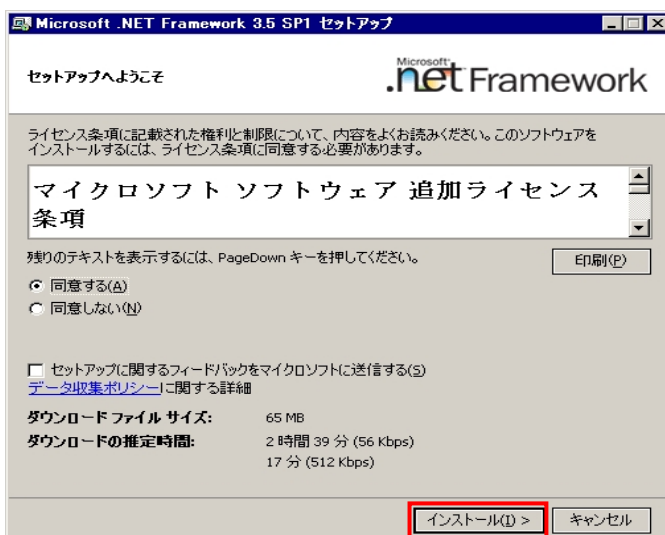 Microsoft .NET Framework 3.5 SP1 セットアップ
セットアップへようこそ
Microsoft
.net Framework
ライセンス条項に記載された権利と制限について、内容をよくお読みください。このソフトウェアを
インストールするには、ライセンス条項に同意する必要があります。
マイクロソフト ソフトウェア 追加ライセンス
条項
残りのテキストを表示するには、PageDown キーを押してください。
印刷(P)
同意する(A)
同意しない(N)
セットアップに関するフィードバックをマイクロソフトに送信する(S)
データ収集ポリシーに関する詳細
ダウンロード ファイル サイズ: 65 MB
ダウンロードの推定時間: 2 時間 39 分 (56 Kbps)
17 分 (512 Kbps)
インストール(I) >
キャンセル